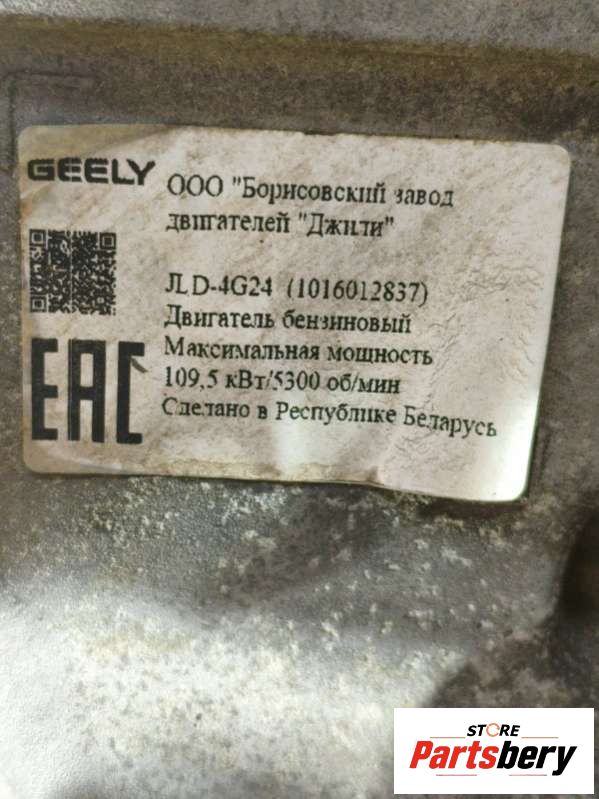 GEELY
ООО "Борисовский завод
двигателей "Джили"
JLD-4G24 (1016012837)
Двигатель бензиновый
Максимальная мощность
109,5 кВт/5300 об/мин
Сделано в Республике Беларусь
EAC
STORE
Partsbery